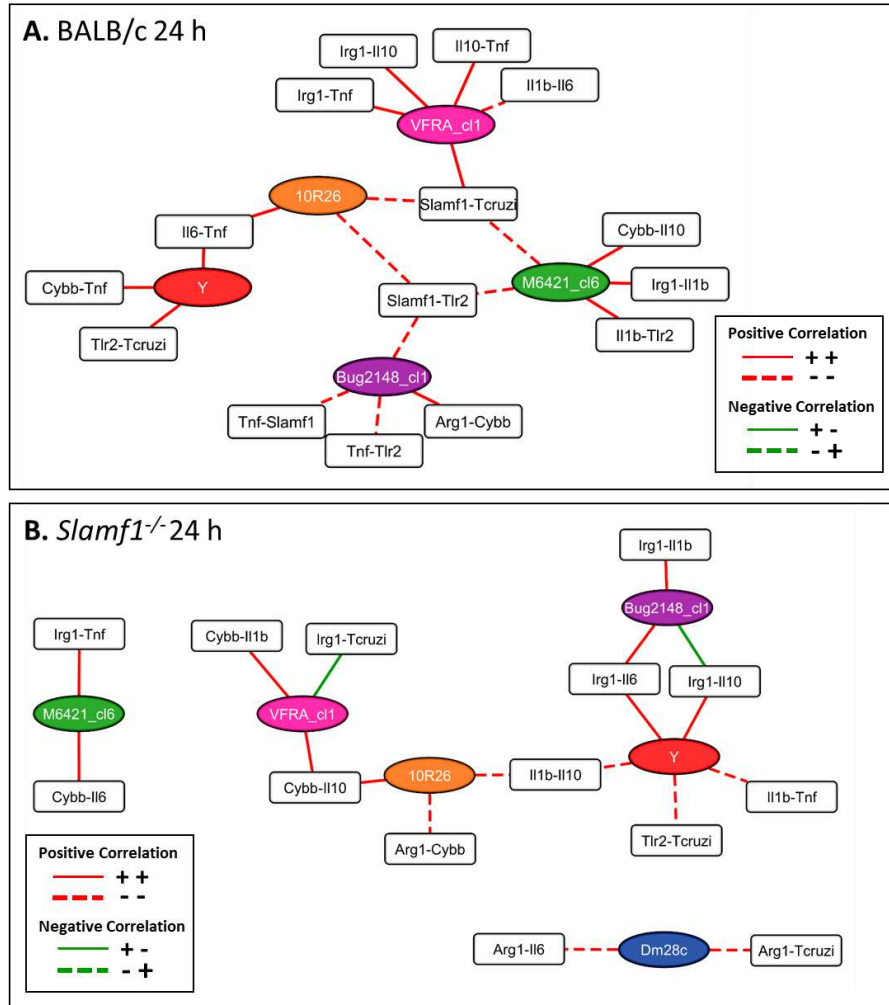 A. BALB/c 24 h
Irg1-Il10
Il10-Tnf
Il1b-Il6
Irg1-Tnf
VFRA_cl1
10R26
Slamf1-Tcruzi
Il6-Tnf
Cybb-Il10
Cybb-Tnf
Y
Slamf1-Tlr2
M6421_cl6
Irg1-Il1b
Il1b-Tlr2
Tlr2-Tcruzi
Bug2148_cl1
Tnf-Slamf1
Arg1-Cybb
Tnf-Tlr2
Positive Correlation
+ +
- -
Negative Correlation
+ -
- +
B. Slamf1-/- 24 h
Irg1-Il1b
Bug2148_cl1
Irg1-Tnf
Cybb-Il1b
Irg1-Tcruzi
Irg1-Il6
Irg1-Il10
M6421_cl6
VFRA_cl1
Y
Cybb-Il6
Cybb-Il10
10R26
Il1b-Il10
Il1b-Tnf
Arg1-Cybb
Tlr2-Tcruzi
Positive Correlation
+ +
- -
Negative Correlation
+ -
- +
Arg1-Il6
Dm28c
Arg1-Tcruzi